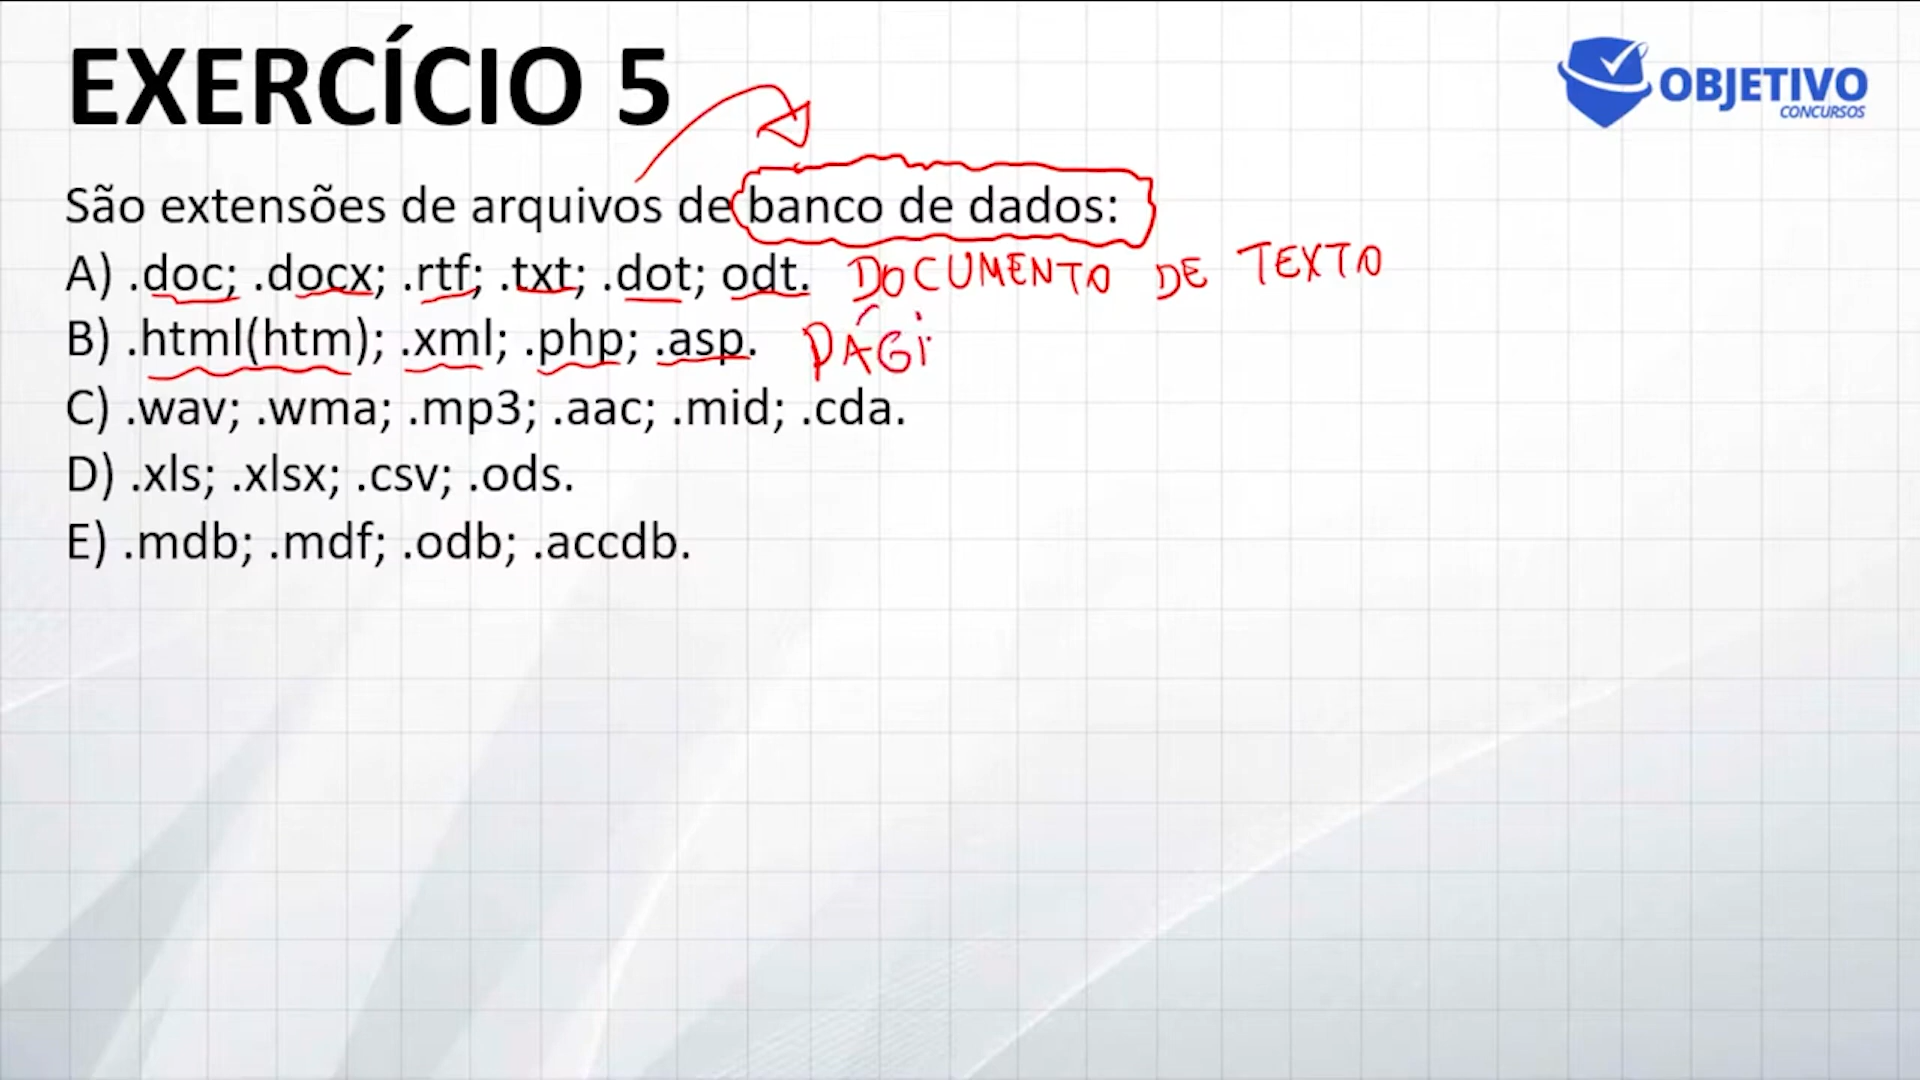 EXERCÍCIO 5
OBJETIVO
CONCURSOS
São extensões de arquivos de banco de dados:
A) .doc; .docx; .rtf; .txt; .dot; odt. DOCUMENTO DE TEXTO
B) .html(htm); .xml; .php; .asp. PÁGI
C) .wav; .wma; .mp3; .aac; .mid; .cda.
D) .xls; .xlsx; .csv; .ods.
E) .mdb; .mdf; .odb; .accdb.